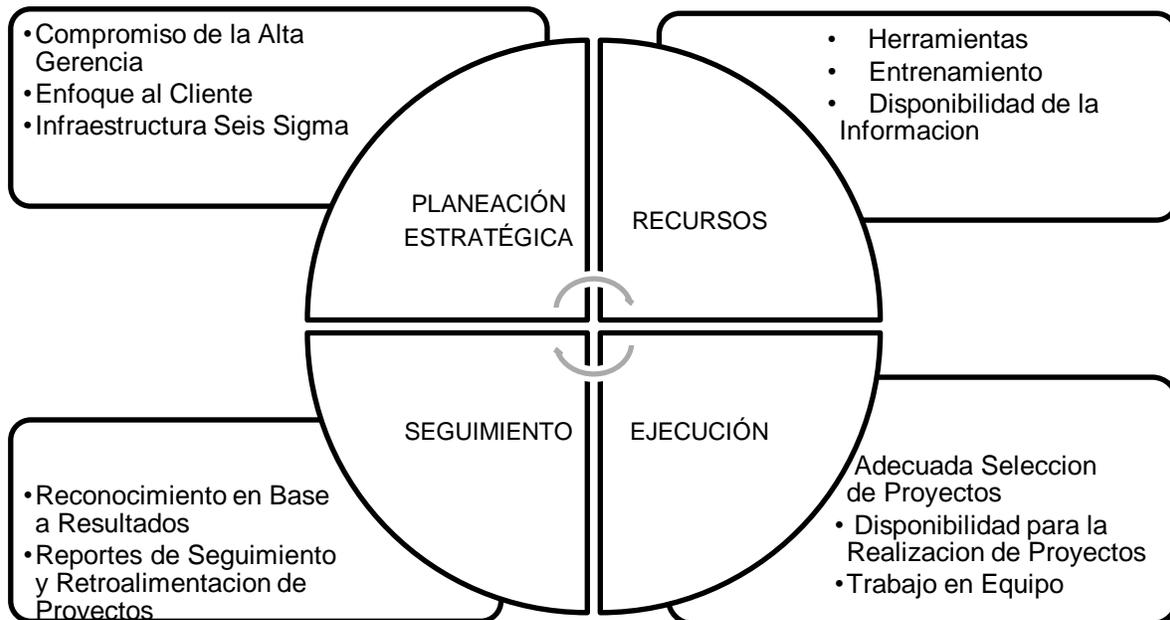 •Compromiso de la Alta
Gerencia
•Enfoque al Cliente
•Infraestructura Seis Sigma
• Herramientas
• Entrenamiento
• Disponibilidad de la
Informacion
PLANEACIÓN
ESTRATÉGICA
RECURSOS
SEGUIMIENTO
EJECUCIÓN
•Reconocimiento en Base
a Resultados
•Reportes de Seguimiento
y Retroalimentacion de
Proyectos
Adecuada Seleccion
de Proyectos
• Disponibilidad para la
Realizacion de Proyectos
•Trabajo en Equipo